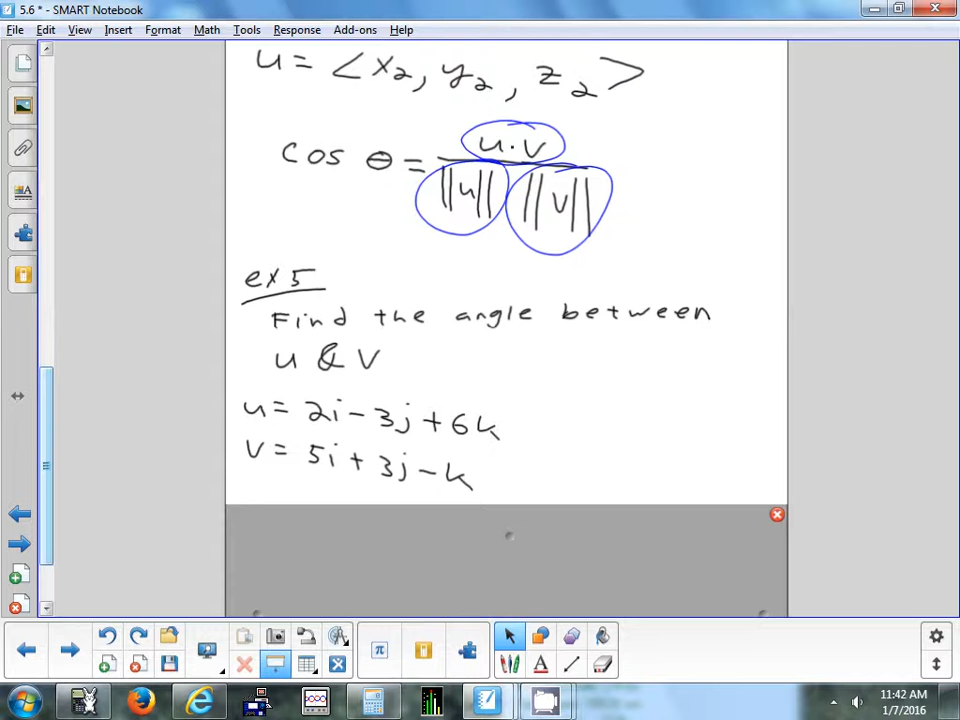 5.6 * - SMART Notebook
File Edit View Insert Format Math Tools Response Add-ons Help
u = < x₂, y₂, z₂ >
cos θ = u·v / ||u|| ||v||
ex 5
Find the angle between
u & v
u = 2i - 3j + 6k
v = 5i + 3j - k
11:42 AM
1/7/2016